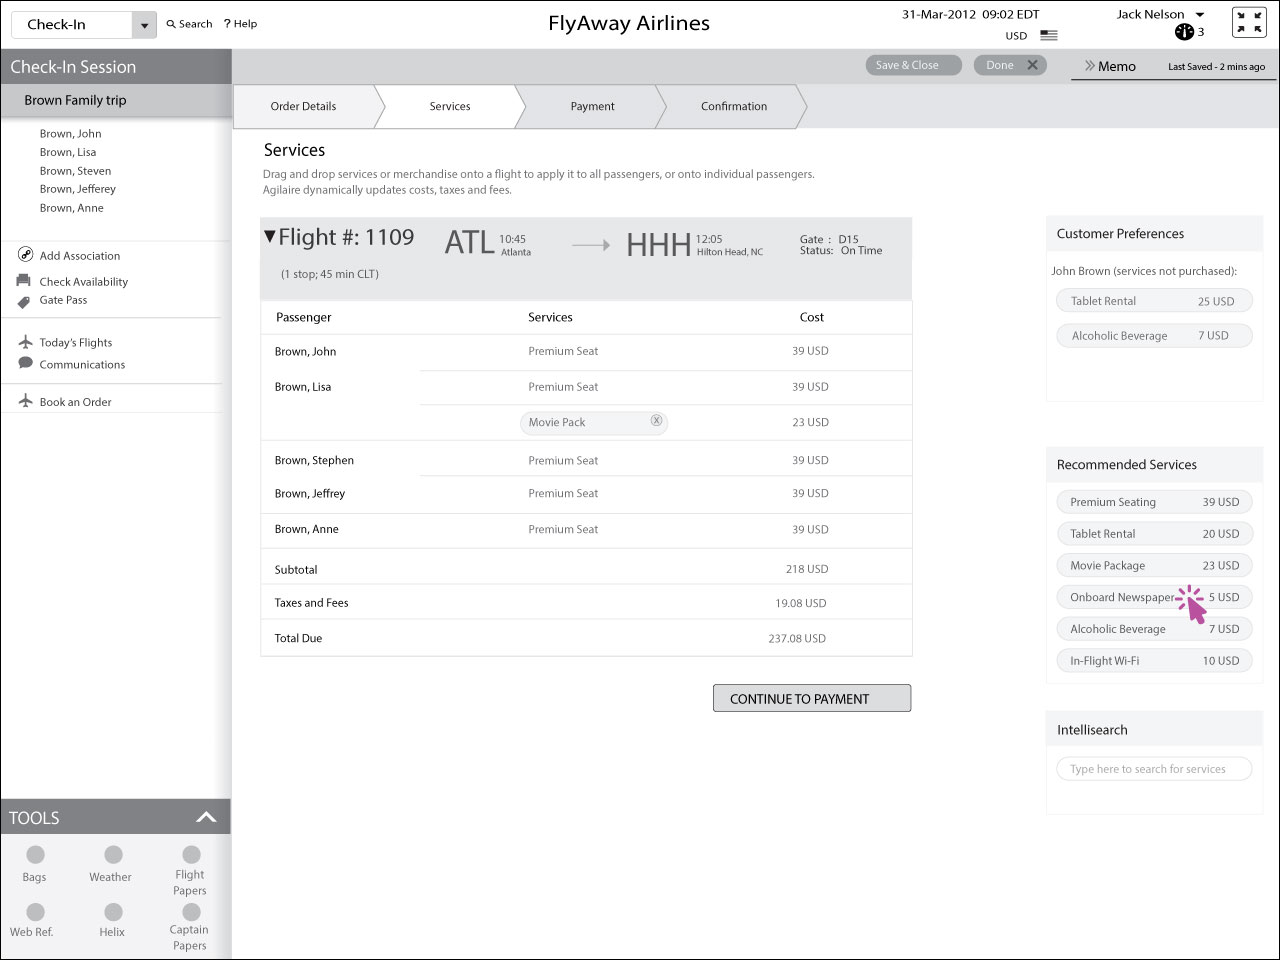 Check-In
Search
? Help
FlyAway Airlines
31-Mar-2012 09:02 EDT
USD
Jack Nelson
3
Check-In Session
Save & Close
Done
Memo
Last Saved - 2 mins ago
Brown Family trip
Brown, John
Brown, Lisa
Brown, Steven
Brown, Jefferey
Brown, Anne
Add Association
Check Availability
Gate Pass
Today's Flights
Communications
Book an Order
TOOLS
Bags
Weather
Flight
Papers
Web Ref.
Helix
Captain
Papers
Order Details
Services
Payment
Confirmation
Services
Drag and drop services or merchandise onto a flight to apply it to all passengers, or onto individual passengers.
Agilaire dynamically updates costs, taxes and fees.
Flight #: 1109
(1 stop; 45 min CLT)
ATL
10:45
Atlanta
HHH
12:05
Hilton Head, NC
Gate : D15
Status: On Time
Passenger Services Cost
Brown, John Premium Seat 39 USD
Brown, Lisa Premium Seat 39 USD
Movie Pack X 23 USD
Brown, Stephen Premium Seat 39 USD
Brown, Jeffrey Premium Seat 39 USD
Brown, Anne Premium Seat 39 USD
Subtotal 218 USD
Taxes and Fees 19.08 USD
Total Due 237.08 USD
CONTINUE TO PAYMENT
Customer Preferences
John Brown (services not purchased):
Tablet Rental 25 USD
Alcoholic Beverage 7 USD
Recommended Services
Premium Seating 39 USD
Tablet Rental 20 USD
Movie Package 23 USD
Onboard Newspaper 5 USD
Alcoholic Beverage 7 USD
In-Flight Wi-Fi 10 USD
Intellisearch
Type here to search for services